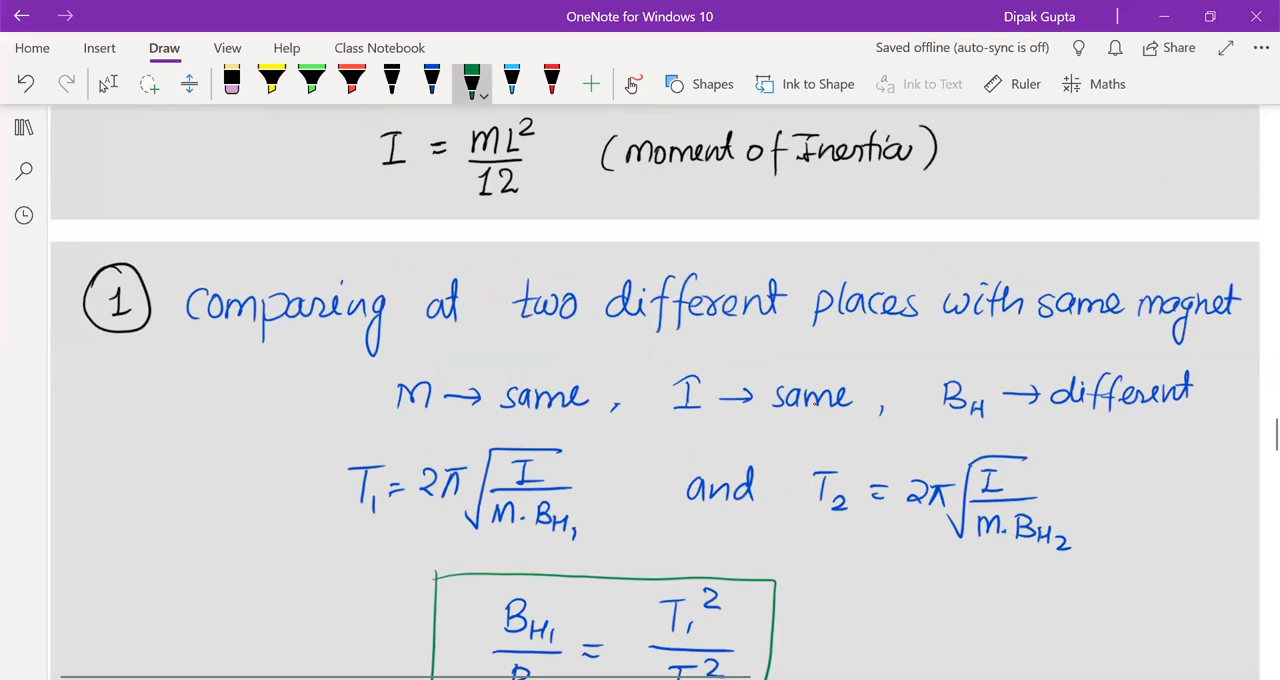 OneNote for Windows 10
Dipak Gupta
Home Insert Draw View Help Class Notebook
Saved offline (auto-sync is off) Share
Shapes Ink to Shape Ink to Text Ruler Maths
I = mL²/12 (moment of Inertia)
1 Comparing at two different places with same magnet
M → same, I → same, B_H → different
T₁ = 2π√(I/M.B_H₁) and T₂ = 2π√(I/M.B_H₂)
B_H₁/B = T₁²/T²